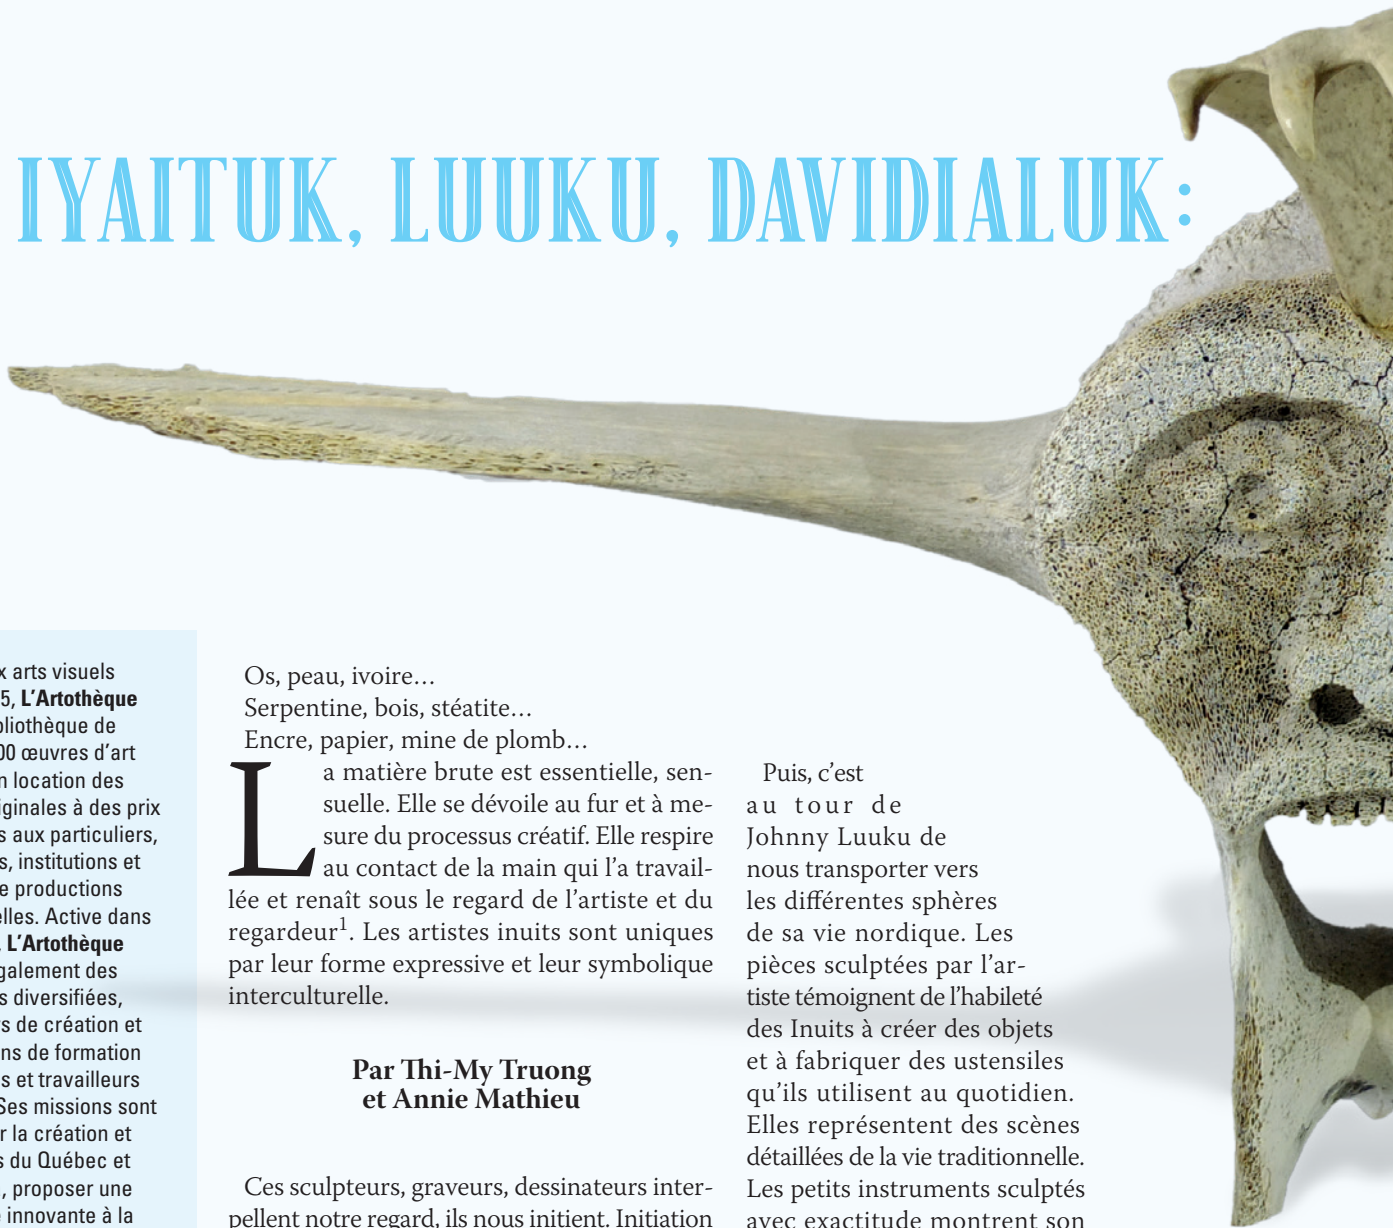 IYAITUK, LUUKU, DAVIDIALUK:
arts visuels
5, L'Artothèque
de
00 œuvres d'art
location des
à des prix
aux particuliers,
institutions et
productions
Active dans
L'Artothèque
des
diversifiées,
de création et
de formation
et travailleurs
Ses missions sont
la création et
du Québec et
, proposer une
innovante à la
Os, peau, ivoire…
Serpentine, bois, stéatite…
Encre, papier, mine de plomb…
La matière brute est essentielle, sen-
suelle. Elle se dévoile au fur et à me-
sure du processus créatif. Elle respire
au contact de la main qui l'a travail-
lée et renaît sous le regard de l'artiste et du
regardeur1. Les artistes inuits sont uniques
par leur forme expressive et leur symbolique
interculturelle.
Par Thi-My Truong
et Annie Mathieu
Ces sculpteurs, graveurs, dessinateurs inter-
pellent notre regard, ils nous initient. Initiation
Puis, c'est
au tour de
Johnny Luuku de
nous transporter vers
les différentes sphères
de sa vie nordique. Les
pièces sculptées par l'ar-
tiste témoignent de l'habileté
des Inuits à créer des objets
et à fabriquer des ustensiles
qu'ils utilisent au quotidien.
Elles représentent des scènes
détaillées de la vie traditionnelle.
Les petits instruments sculptés
avec exactitude montrent son